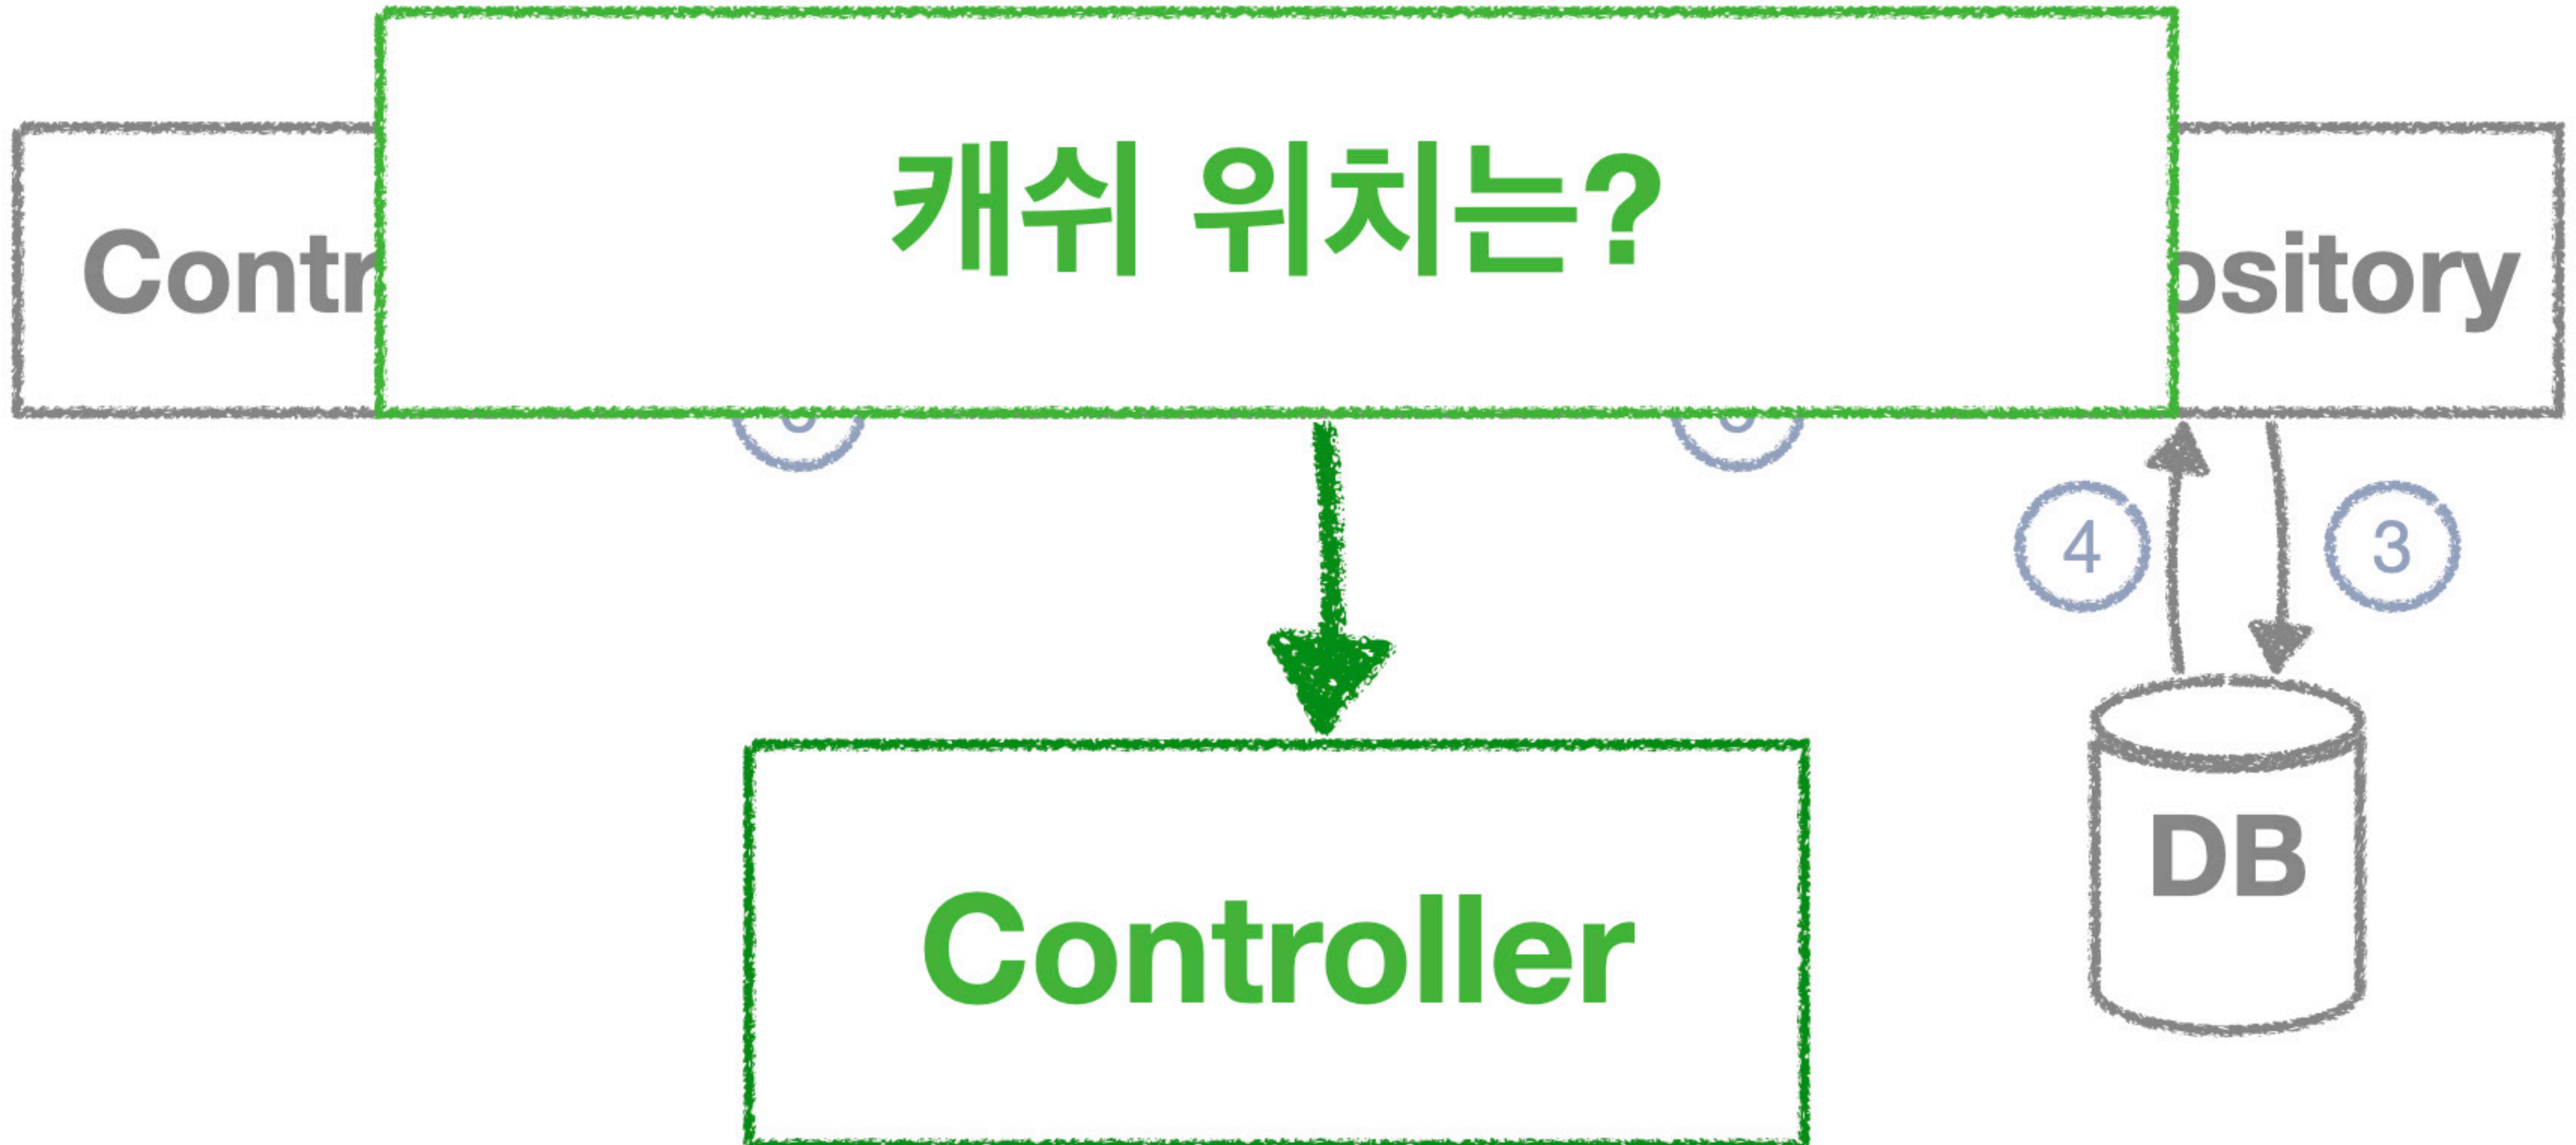 캐쉬 위치는?
Contr
ository
4
3
DB
Controller